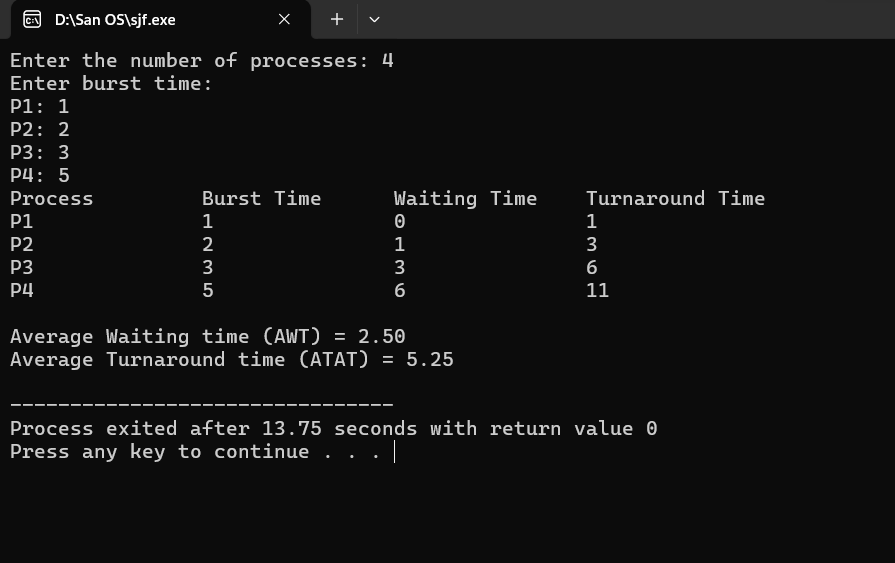 D:\San OS\sjf.exe
Enter the number of processes: 4
Enter burst time:
P1: 1
P2: 2
P3: 3
P4: 5
Process         Burst Time      Waiting Time    Turnaround Time
P1              1               0               1
P2              2               1               3
P3              3               3               6
P4              5               6               11
Average Waiting time (AWT) = 2.50
Average Turnaround time (ATAT) = 5.25
--------------------------------
Process exited after 13.75 seconds with return value 0
Press any key to continue . . .